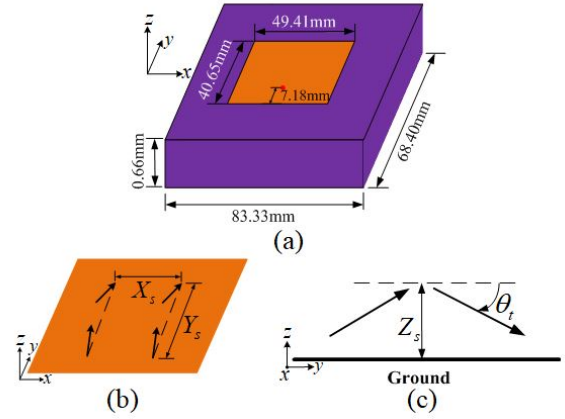 z
y
x
49.41mm
40.65mm
7.18mm
0.66mm
68.40mm
83.33mm
(a)
X_s
Y_s
z
y
x
(b)
θ_t
Z_s
z
x
y
Ground
(c)